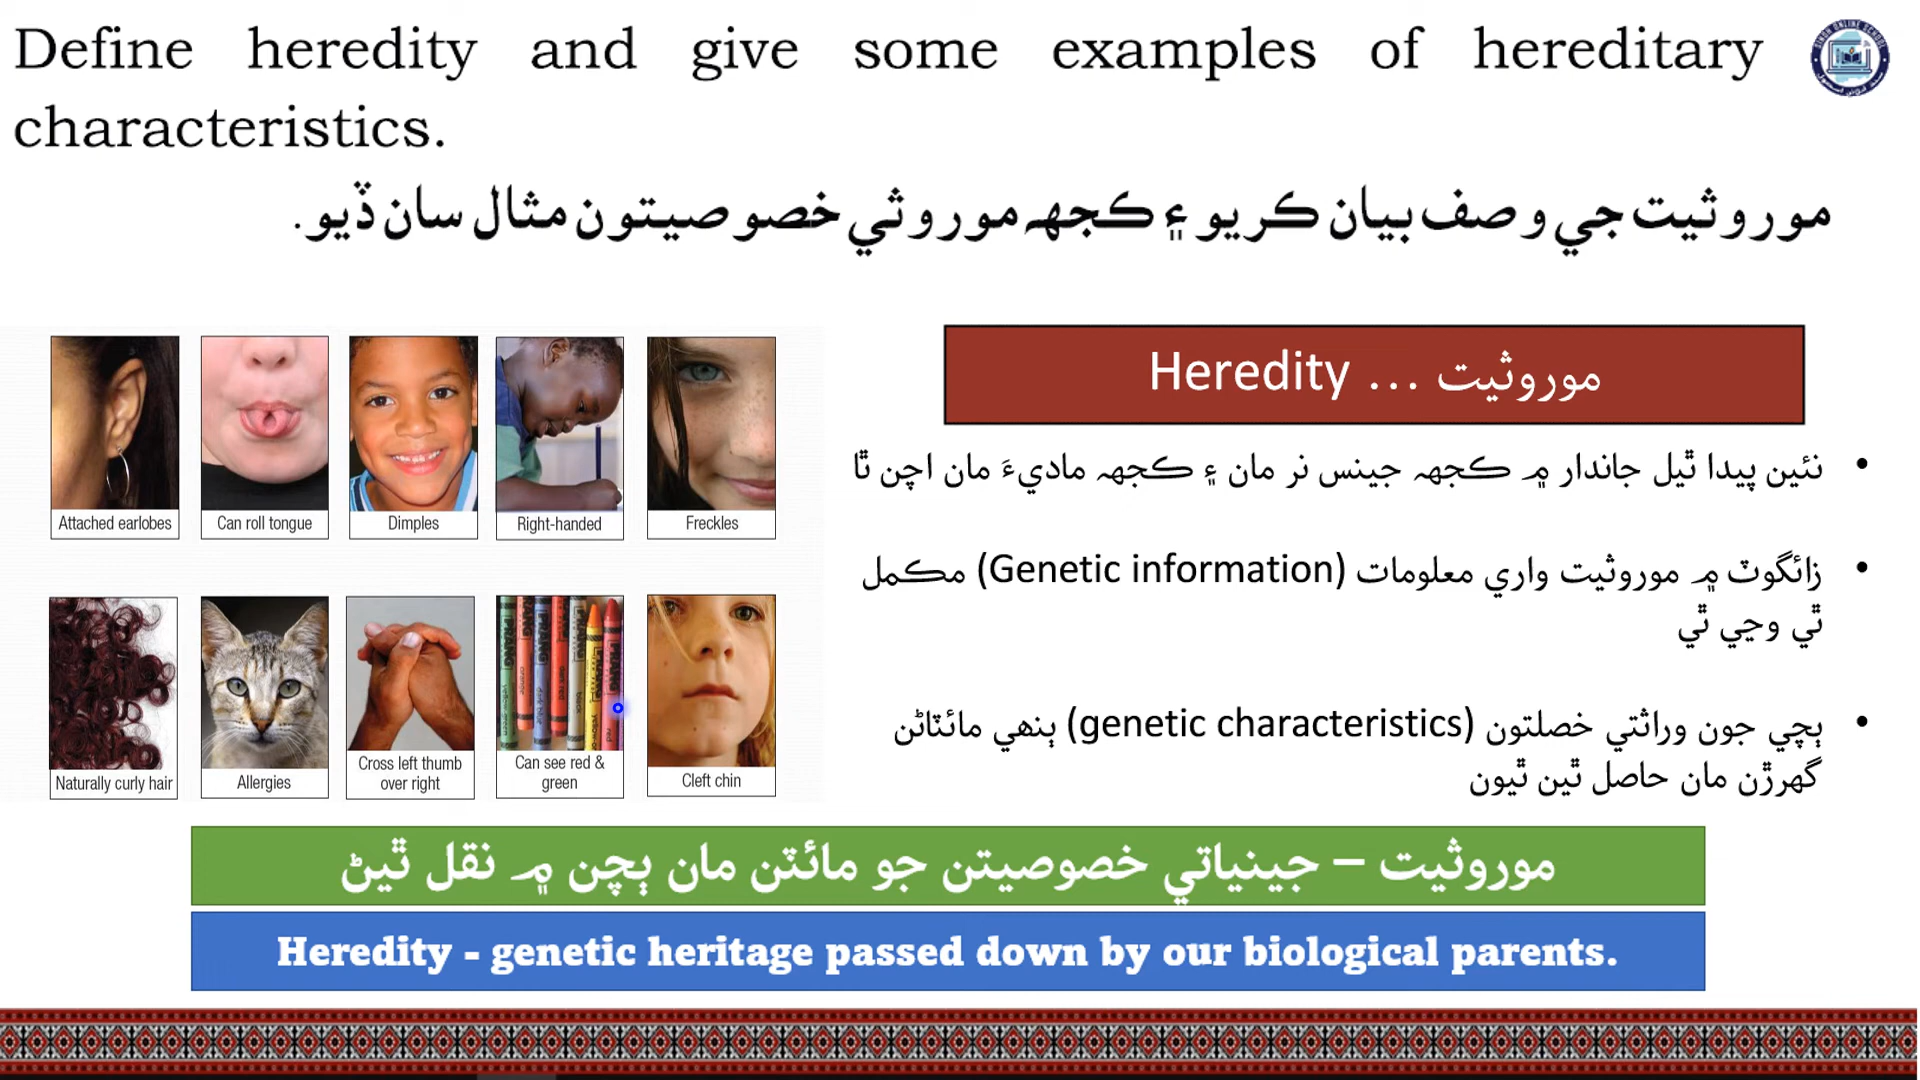 Define heredity and give some examples of hereditary
characteristics.
موروثيت جي وصف بيان ڪريو ۽ ڪجهہ موروثي خصوصيتون مثال سان ڏيو.
Attached earlobes
Can roll tongue
Dimples
Right-handed
Freckles
Naturally curly hair
Allergies
Cross left thumb
over right
Can see red &
green
Cleft chin
Heredity ... موروثيت
• نئين پيدا ٿيل جاندار ۾ ڪجهہ جينس نر مان ۽ ڪجهہ ماديءَ مان اچن ٿا
• زائگوٽ ۾ موروثيت واري معلومات (Genetic information) مڪمل
ٿي وڃي ٿي
• ٻچي جون وراثتي خصلتون (genetic characteristics) ٻنهي مائٽاڻن
گهرڙن مان حاصل ٿين ٿيون
موروثيت – جينياتي خصوصيتن جو مائٽن مان ٻچن ۾ نقل ٿيڻ
Heredity - genetic heritage passed down by our biological parents.